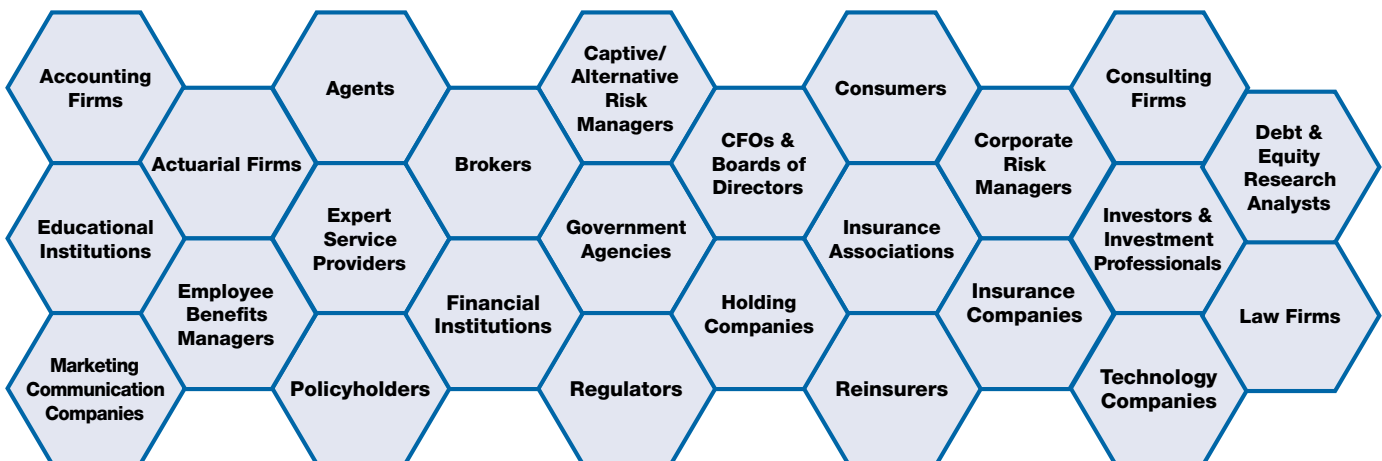 Accounting
Firms
Agents
Captive/
Alternative
Risk
Managers
Consumers
Consulting
Firms
Actuarial Firms
Brokers
CFOs &
Boards of
Directors
Corporate
Risk
Managers
Debt &
Equity
Research
Analysts
Educational
Institutions
Expert
Service
Providers
Government
Agencies
Insurance
Associations
Investors &
Investment
Professionals
Employee
Benefits
Managers
Financial
Institutions
Holding
Companies
Insurance
Companies
Law Firms
Marketing
Communication
Companies
Policyholders
Regulators
Reinsurers
Technology
Companies